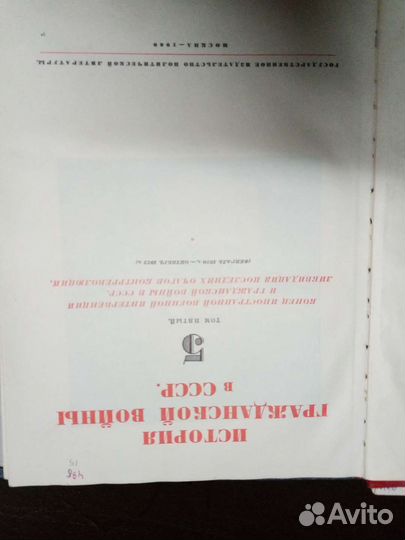 ИСТОРИЯ
ГРАЖДАНСКОЙ ВОЙНЫ
В СССР.
5
ТОМ ПЯТЫЙ.
КОНЕЦ ИНОСТРАННОЙ ВОЕННОЙ ИНТЕРВЕНЦИИ
И ГРАЖДАНСКОЙ ВОЙНЫ В СССР.
ЛИКВИДАЦИЯ ПОСЛЕДНИХ ОЧАГОВ КОНТРРЕВОЛЮЦИИ.
(ФЕВРАЛЬ 1920 г. — ОКТЯБРЬ 1922 г.)
ГОСУДАРСТВЕННОЕ ИЗДАТЕЛЬСТВО ПОЛИТИЧЕСКОЙ ЛИТЕРАТУРЫ.
МОСКВА — 1960
Avito